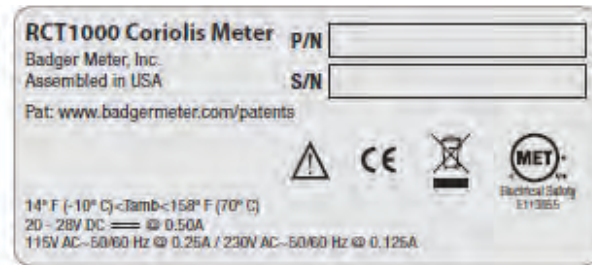 RCT1000 Coriolis Meter
P/N
Badger Meter, Inc.
Assembled in USA
S/N
Pat: www.badgermeter.com/patents
CE
MET
Electrical Safety
14° F (-10° C)<Tamb<158° F (70° C)
20 - 28V DC @ 0.50A
115V AC~50/60 Hz @ 0.25A / 230V AC~50/60 Hz @ 0.125A